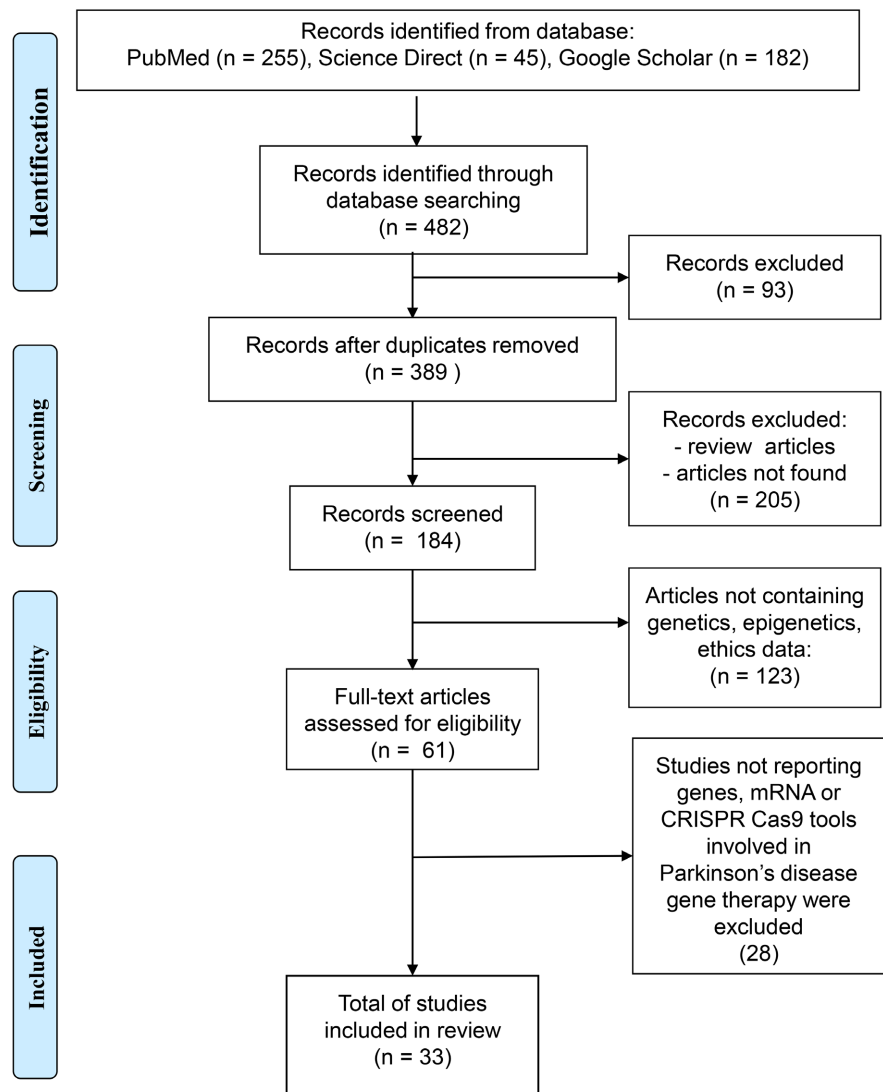 Records identified from database:
PubMed (n = 255), Science Direct (n = 45), Google Scholar (n = 182)
Identification
Records identified through
database searching
(n = 482)
Records excluded
(n = 93)
Records after duplicates removed
(n = 389 )
Screening
Records excluded:
- review articles
- articles not found
(n = 205)
Records screened
(n = 184)
Eligibility
Articles not containing
genetics, epigenetics,
ethics data:
(n = 123)
Full-text articles
assessed for eligibility
(n = 61)
Studies not reporting
genes, mRNA or
CRISPR Cas9 tools
involved in
Parkinson’s disease
gene therapy were
excluded
(28)
Included
Total of studies
included in review
(n = 33)